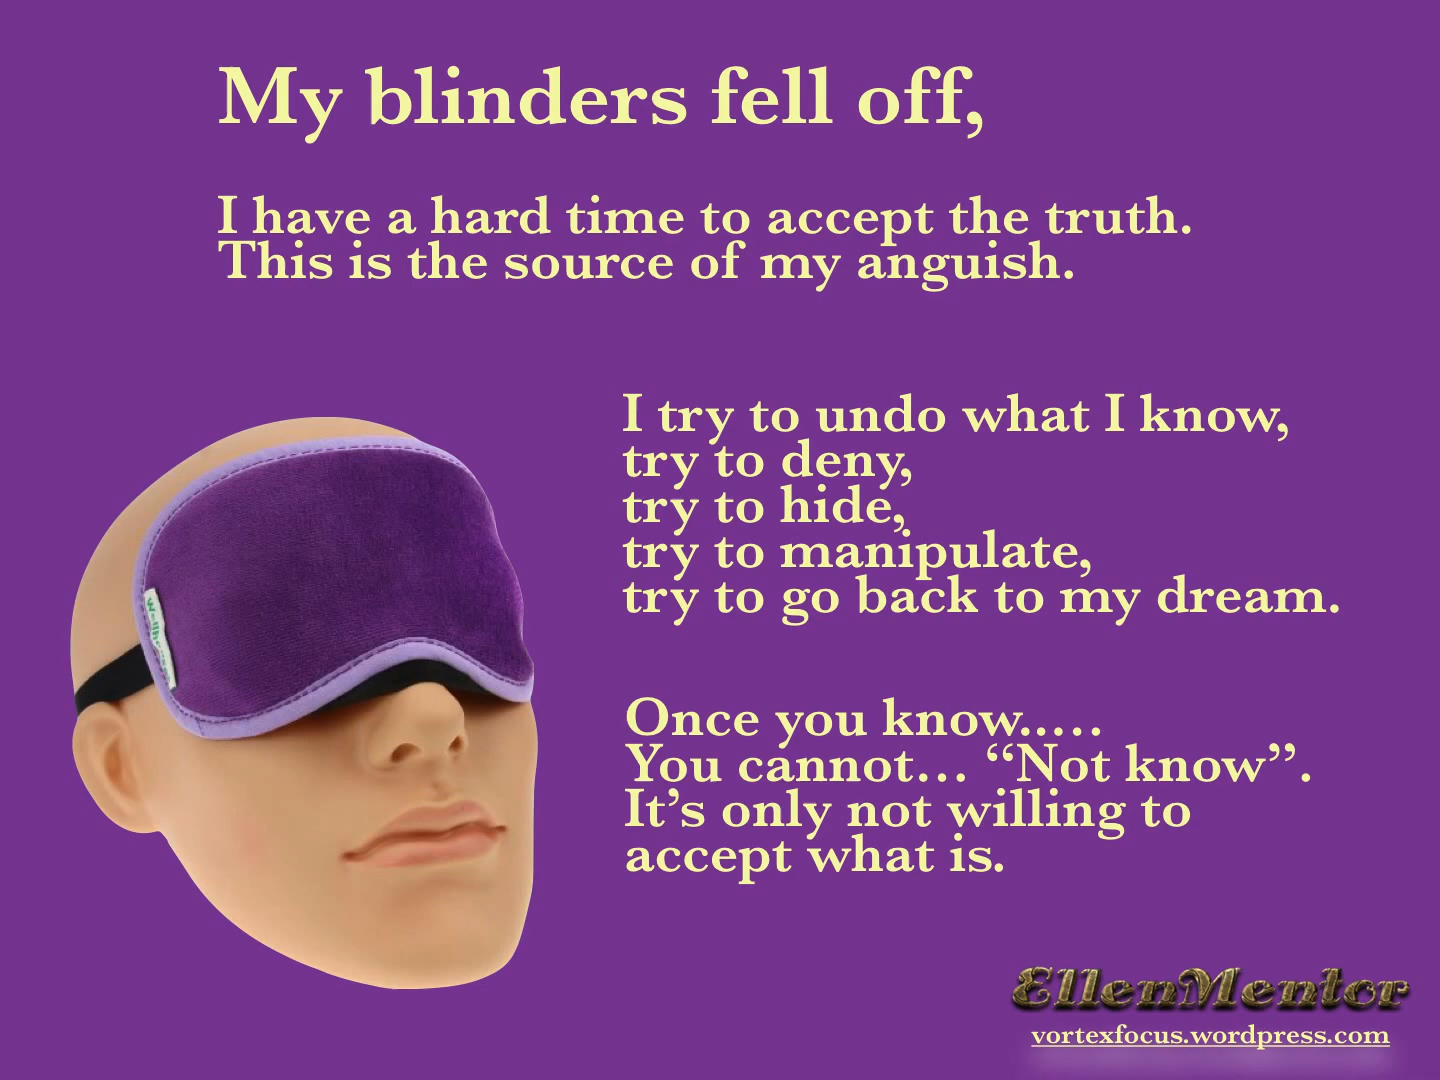 My blinders fell off,
I have a hard time to accept the truth.
This is the source of my anguish.
I try to undo what I know,
try to deny,
try to hide,
try to manipulate,
try to go back to my dream.
Once you know..…
You cannot… “Not know”.
It’s only not willing to
accept what is.
EllenMentor
vortexfocus.wordpress.com